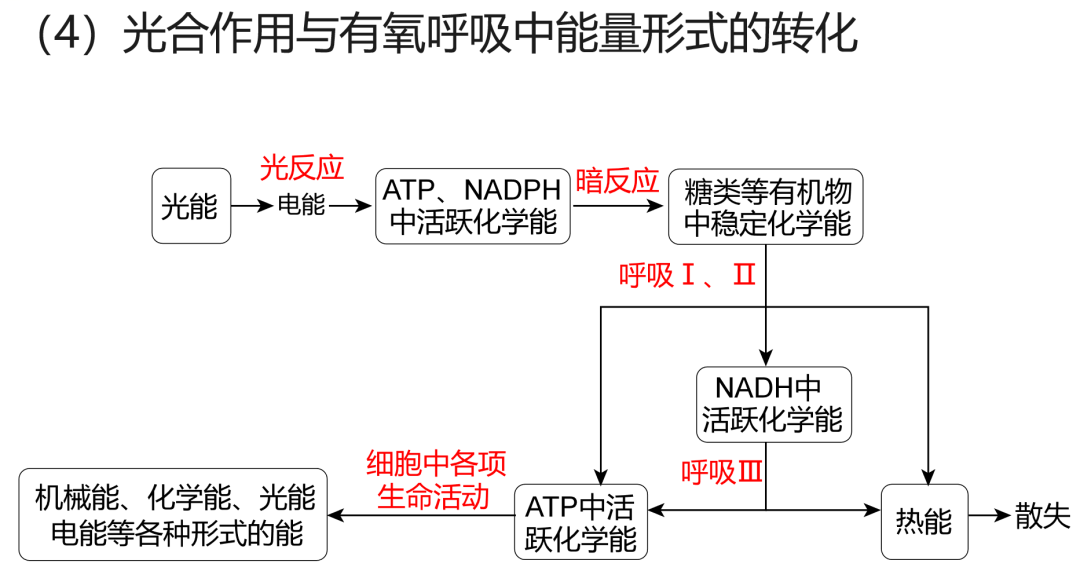 （4）光合作用与有氧呼吸中能量形式的转化
光能
光反应
电能
ATP、NADPH
中活跃化学能
暗反应
糖类等有机物
中稳定化学能
呼吸Ⅰ、Ⅱ
NADH中
活跃化学能
呼吸Ⅲ
细胞中各项
生命活动
机械能、化学能、光能
电能等各种形式的能
ATP中活
跃化学能
热能
散失